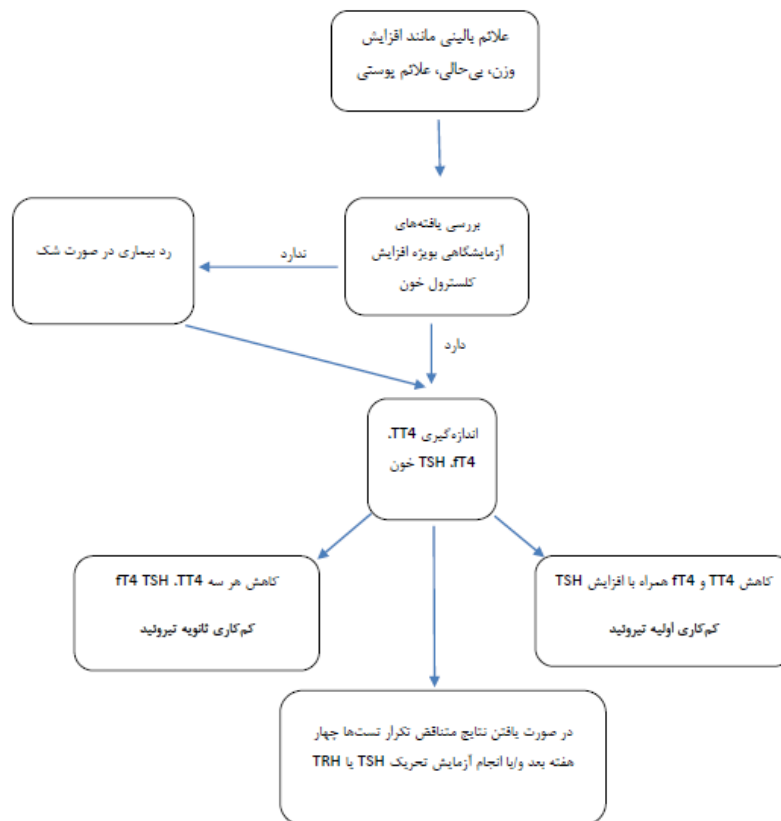 علائم بالینی مانند افزایش
وزن، بی‌حالی، علائم پوستی
بررسی یافته‌های
آزمایشگاهی بویژه افزایش
کلسترول خون
ندارد
رد بیماری در صورت شک
دارد
اندازه‌گیری TT4،
fT4، TSH خون
کاهش TT4 و fT4 همراه با افزایش TSH
کم‌کاری اولیه تیروئید
کاهش هر سه TT4، fT4 TSH
کم‌کاری ثانویه تیروئید
در صورت یافتن نتایج متناقض تکرار تست‌ها چهار
هفته بعد و/یا انجام آزمایش تحریک TSH یا TRH